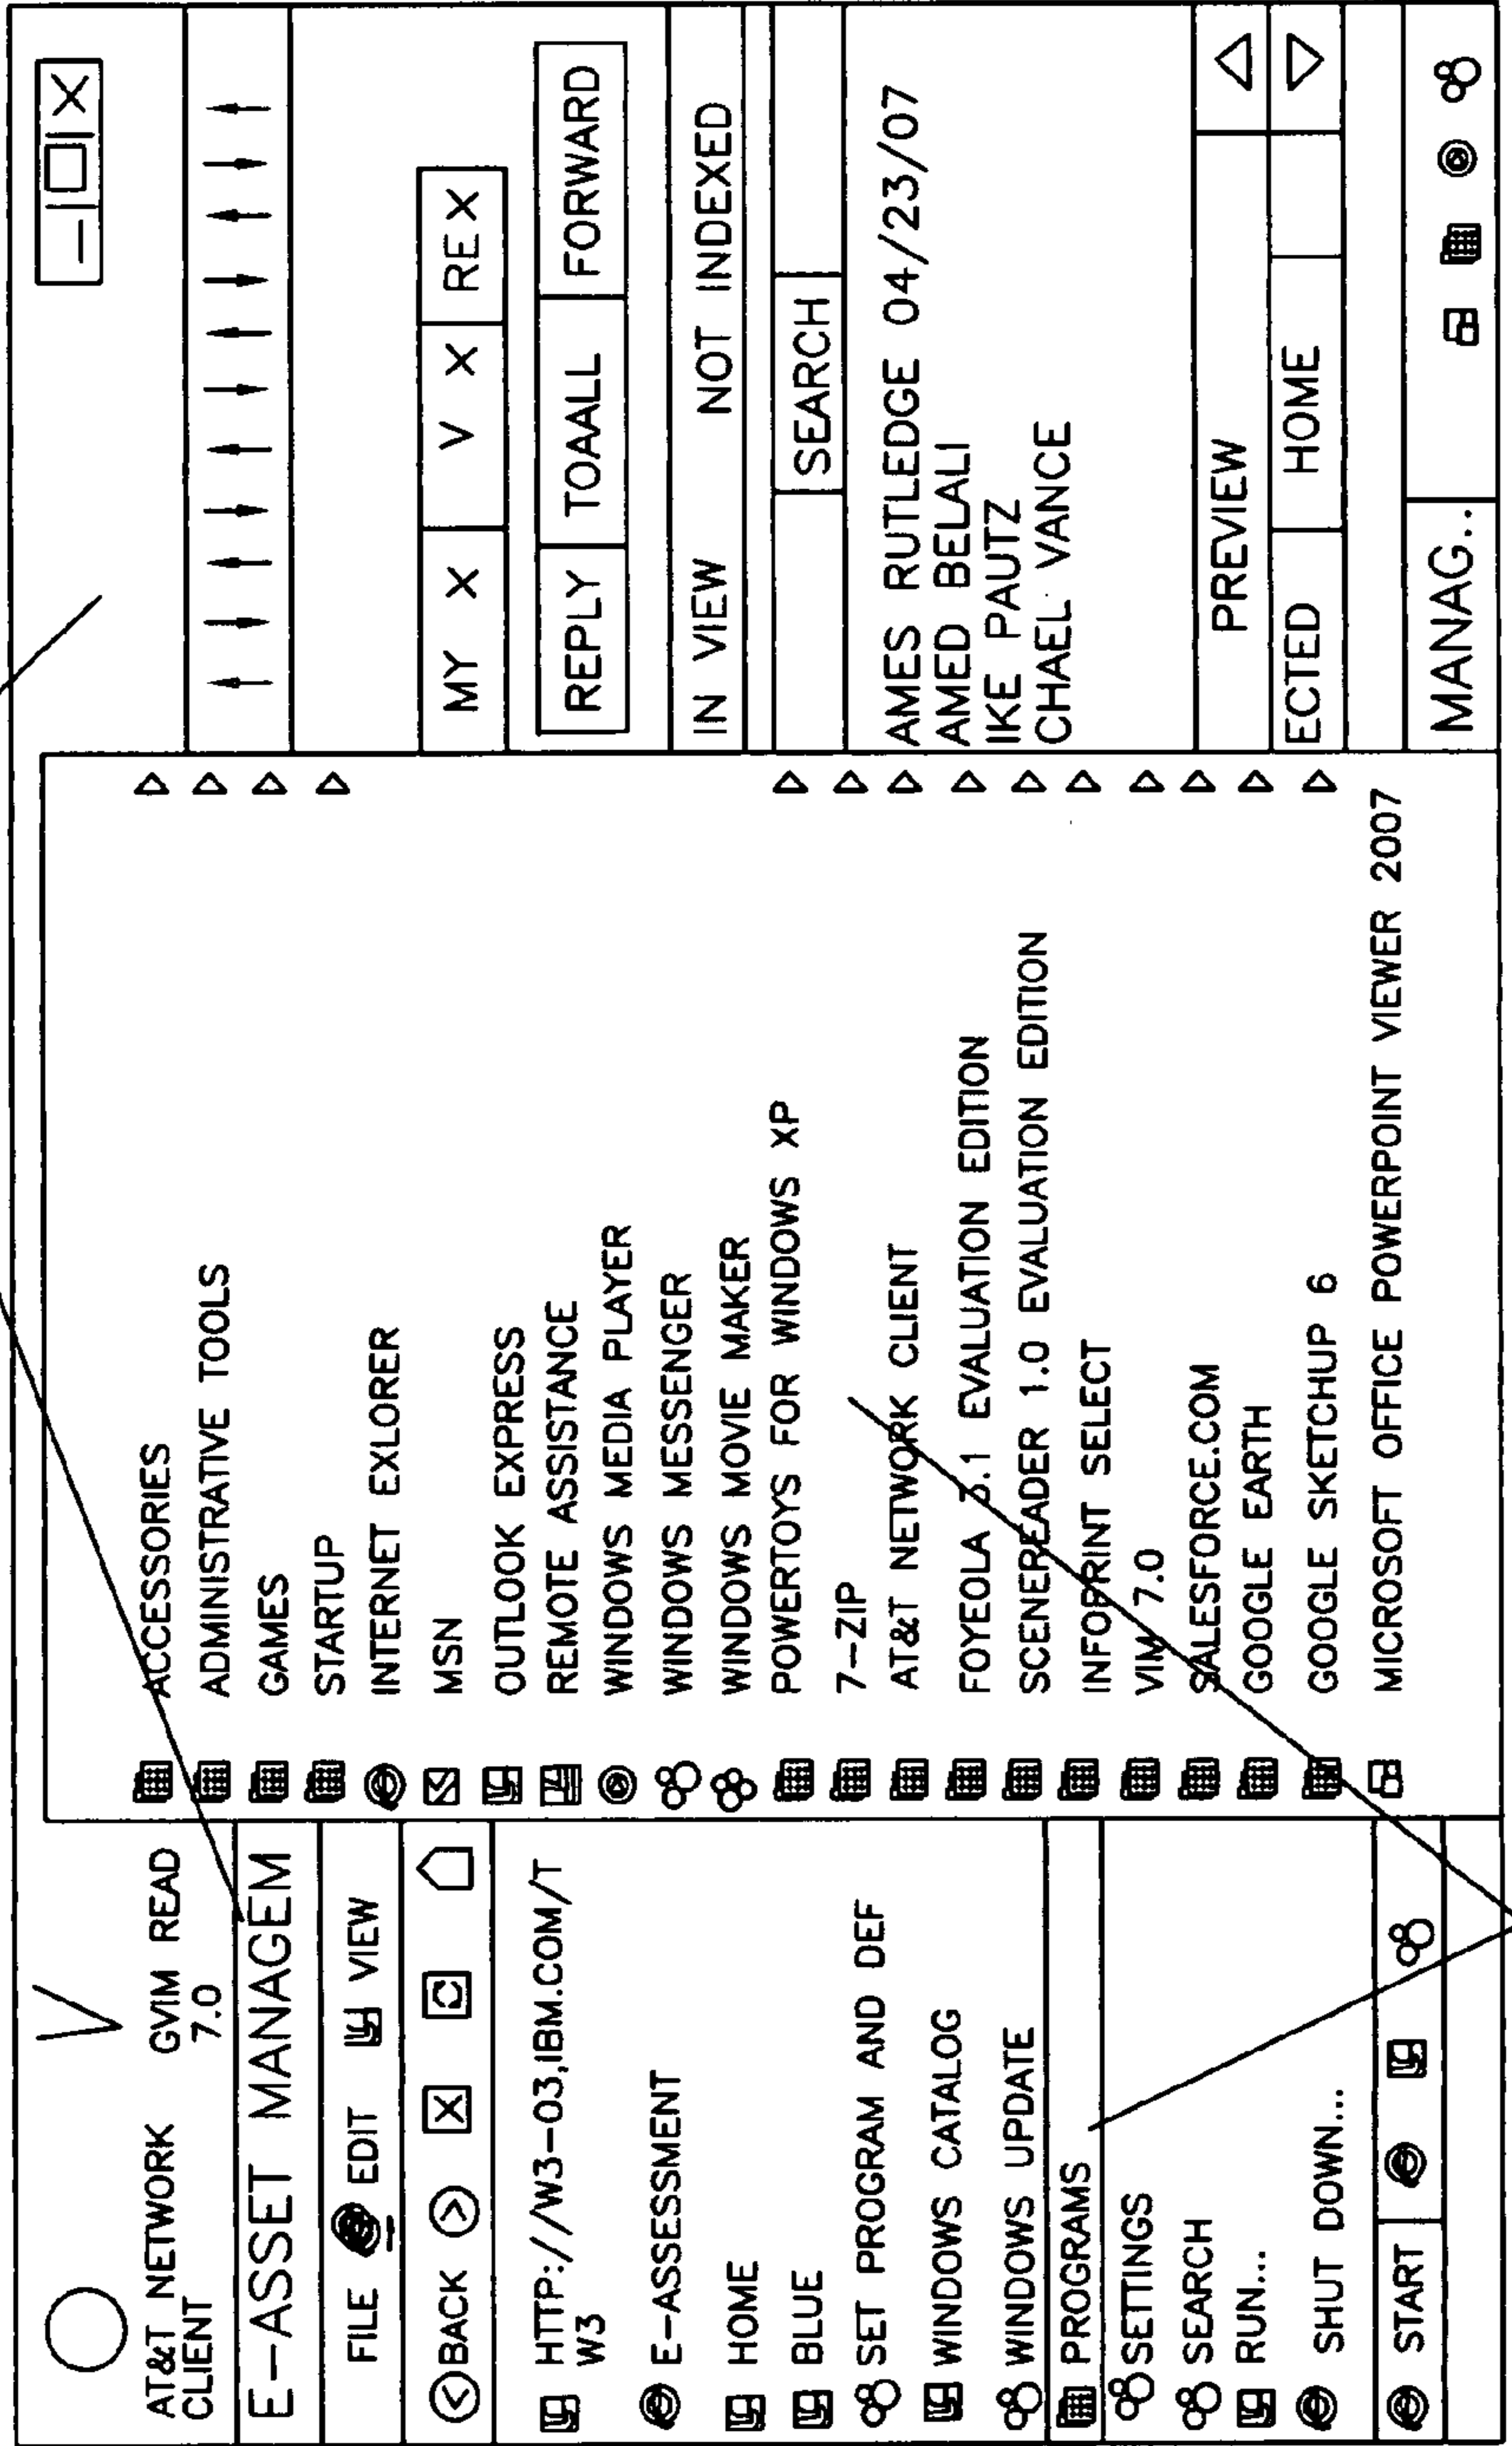 AT&T NETWORK GVIM READ
CLIENT 7.0
E-ASSET MANAGEM
FILE EDIT VIEW
BACK
HTTP://W3-03,IBM.COM/T
W3
E-ASSESSMENT
HOME
BLUE
SET PROGRAM AND DEF
WINDOWS CATALOG
WINDOWS UPDATE
PROGRAMS
SETTINGS
SEARCH
RUN...
SHUT DOWN...
START
ACCESSORIES
ADMINISTRATIVE TOOLS
GAMES
STARTUP
INTERNET EXLORER
MSN
OUTLOOK EXPRESS
REMOTE ASSISTANCE
WINDOWS MEDIA PLAYER
WINDOWS MESSENGER
WINDOWS MOVIE MAKER
POWERTOYS FOR WINDOWS XP
7-ZIP
AT&T NETWORK CLIENT
FOYEOLA 3.1 EVALUATION EDITION
SCENEREADER 1.0 EVALUATION EDITION
INFOPRINT SELECT
VIM 7.0
SALESFORCE.COM
GOOGLE EARTH
GOOGLE SKETCHUP 6
MICROSOFT OFFICE POWERPOINT VIEWER 2007
MY X V X RE X
REPLY TOAALL FORWARD
IN VIEW NOT INDEXED
SEARCH
AMES RUTLEDGE 04/23/07
AMED BELALI
IKE PAUTZ
CHAEL VANCE
PREVIEW
ECTED HOME
MANAG..